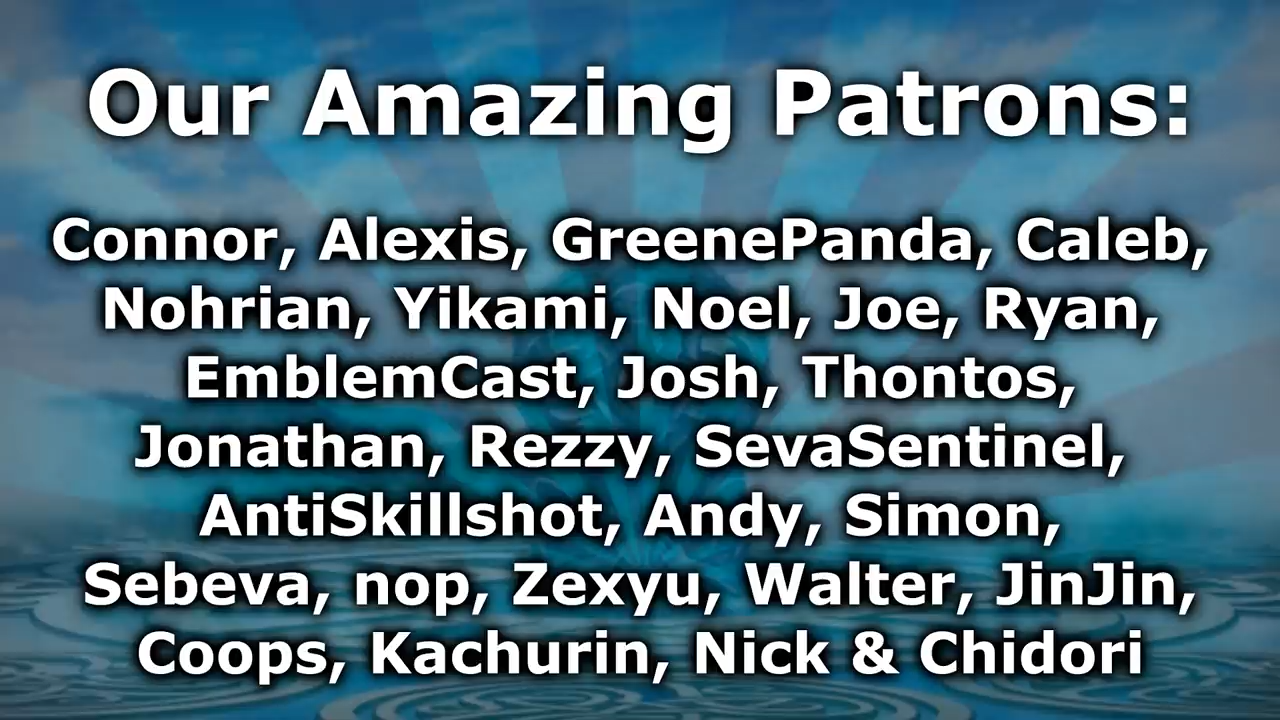 Our Amazing Patrons:
Connor, Alexis, GreenePanda, Caleb,
Nohrian, Yikami, Noel, Joe, Ryan,
EmblemCast, Josh, Thontos,
Jonathan, Rezzy, SevaSentinel,
AntiSkillshot, Andy, Simon,
Sebeva, nop, Zexyu, Walter, JinJin,
Coops, Kachurin, Nick & Chidori